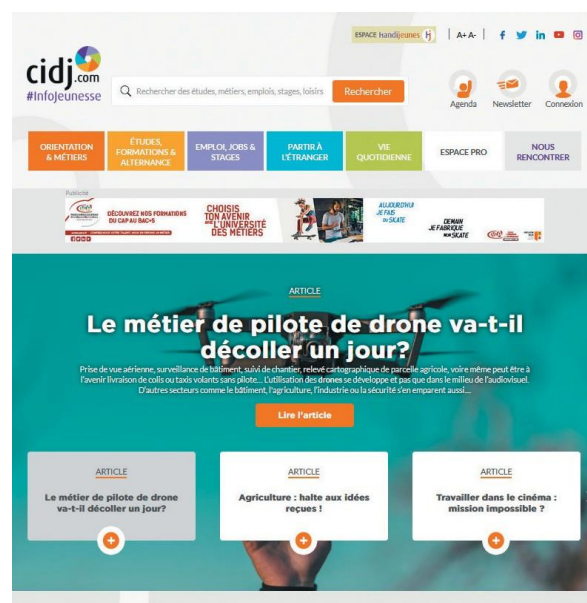 ESPACE Handijeunes H
A+ A-
cidj.com
#InfoJeunesse
Rechercher des études, métiers, emplois, stages, loisirs
Rechercher
Agenda
Newsletter
Connexion
ORIENTATION
& MÉTIERS
ÉTUDES,
FORMATIONS &
ALTERNANCE
EMPLOI, JOBS &
STAGES
PARTIR À
L'ÉTRANGER
VIE
QUOTIDIENNE
ESPACE PRO
NOUS
RENCONTRER
Publicité
DÉCOUVREZ NOS FORMATIONS
DU CAP AU BAC+5
CHOISIS
TON AVENIR
AVEC L'UNIVERSITÉ
DES MÉTIERS
AUJOURD'HUI
JE FAIS
DU SKATE
DEMAIN
JE FABRIQUE
MON SKATE
ARTICLE
Le métier de pilote de drone va-t-il
décoller un jour?
Prise de vue aérienne, surveillance de bâtiment, suivi de chantier, relevé cartographique de parcelle agricole, voire même peut être à
l'avenir livraison de colis ou taxis volants sans pilote... L'utilisation des drones se développe et pas que dans le milieu de l'audiovisuel.
D'autres secteurs comme le bâtiment, l'agriculture, l'industrie ou la sécurité s'en emparent aussi...
Lire l'article
ARTICLE
Le métier de pilote de drone
va-t-il décoller un jour?
ARTICLE
Agriculture : halte aux idées
reçues !
ARTICLE
Travailler dans le cinéma :
mission impossible ?